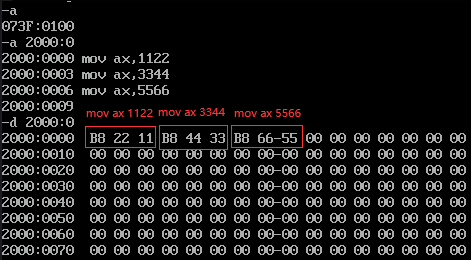 -a
073F:0100
-a 2000:0
2000:0000 mov ax,1122
2000:0003 mov ax,3344
2000:0006 mov ax,5566
2000:0009
mov ax 1122 mov ax 3344 mov ax 5566
-d 2000:0
2000:0000 B8 22 11 B8 44 33 B8 66-55 00 00 00 00 00 00 00
2000:0010 00 00 00 00 00 00 00 00-00 00 00 00 00 00 00 00
2000:0020 00 00 00 00 00 00 00 00-00 00 00 00 00 00 00 00
2000:0030 00 00 00 00 00 00 00 00-00 00 00 00 00 00 00 00
2000:0040 00 00 00 00 00 00 00 00-00 00 00 00 00 00 00 00
2000:0050 00 00 00 00 00 00 00 00-00 00 00 00 00 00 00 00
2000:0060 00 00 00 00 00 00 00 00-00 00 00 00 00 00 00 00
2000:0070 00 00 00 00 00 00 00 00-00 00 00 00 00 00 00 00